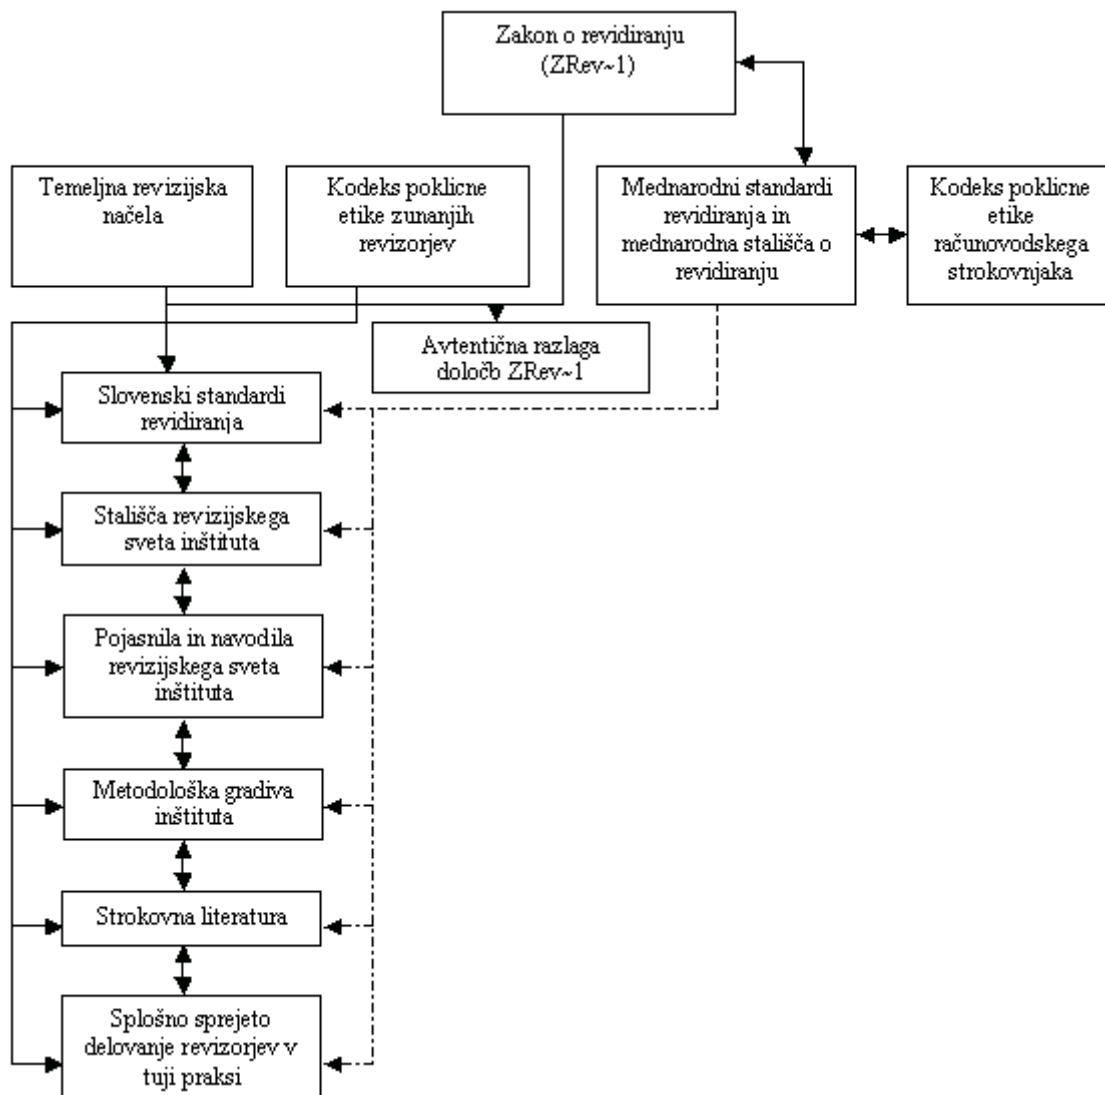 Zakon o revidiranju
(ZRev~1)
Temeljna revizijska
načela
Kodeks poklicne
etike zunanjih
revizorjev
Mednarodni standardi
revidiranja in
mednarodna stališča o
revidiranju
Kodeks poklicne
etike
računovodskega
strokovnjaka
Avtentična razlaga
določb ZRev~1
Slovenski standardi
revidiranja
Stališča revizijskega
sveta inštituta
Pojasnila in navodila
revizijskega sveta
inštituta
Metodološka gradiva
inštituta
Strokovna literatura
Splošno sprejeto
delovanje revizorjev v
tuji praksi